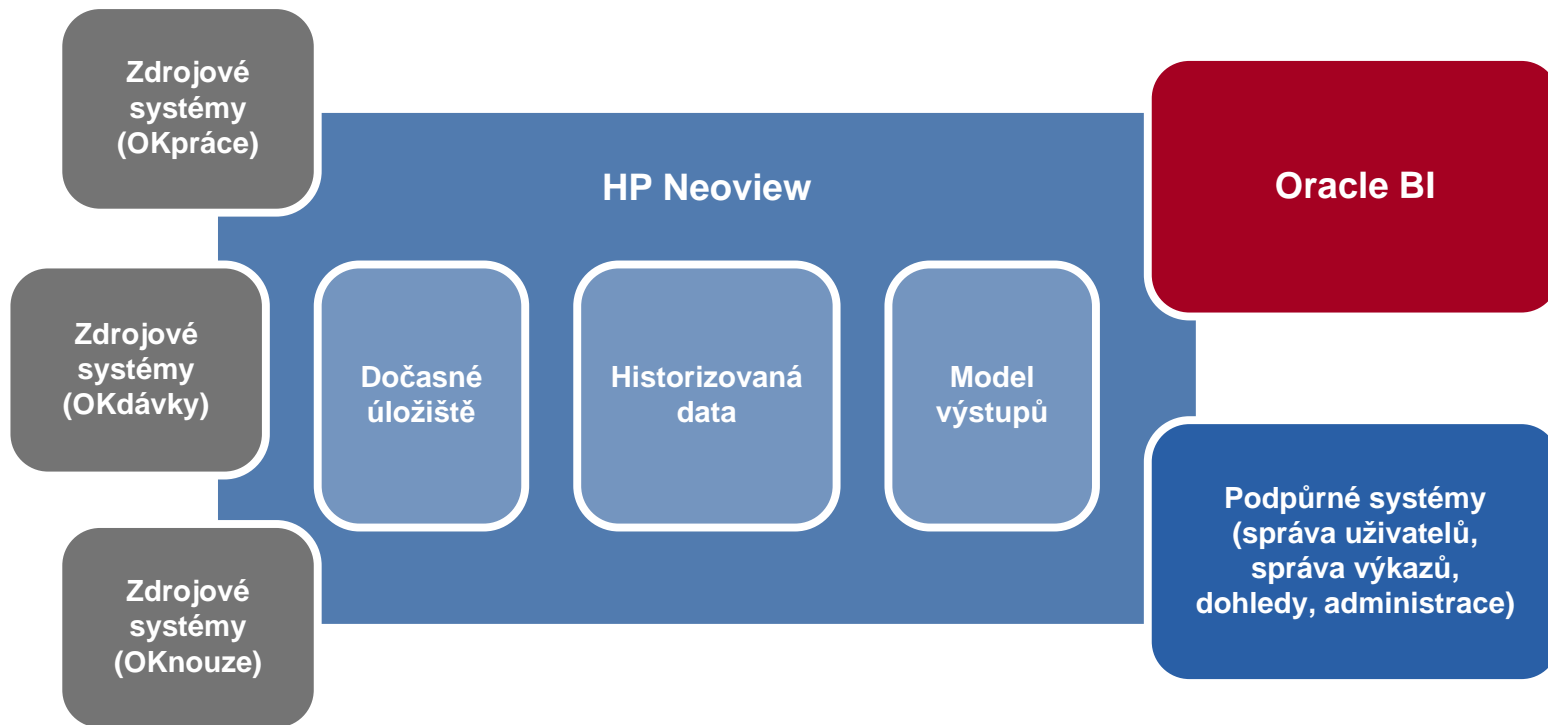 Zdrojové
systémy
(OKpráce)
Zdrojové
systémy
(OKdávky)
Zdrojové
systémy
(OKnouze)
HP Neoview
Dočasné
úložiště
Historizovaná
data
Model
výstupů
Oracle BI
Podpůrné systémy
(správa uživatelů,
správa výkazů,
dohledy, administrace)